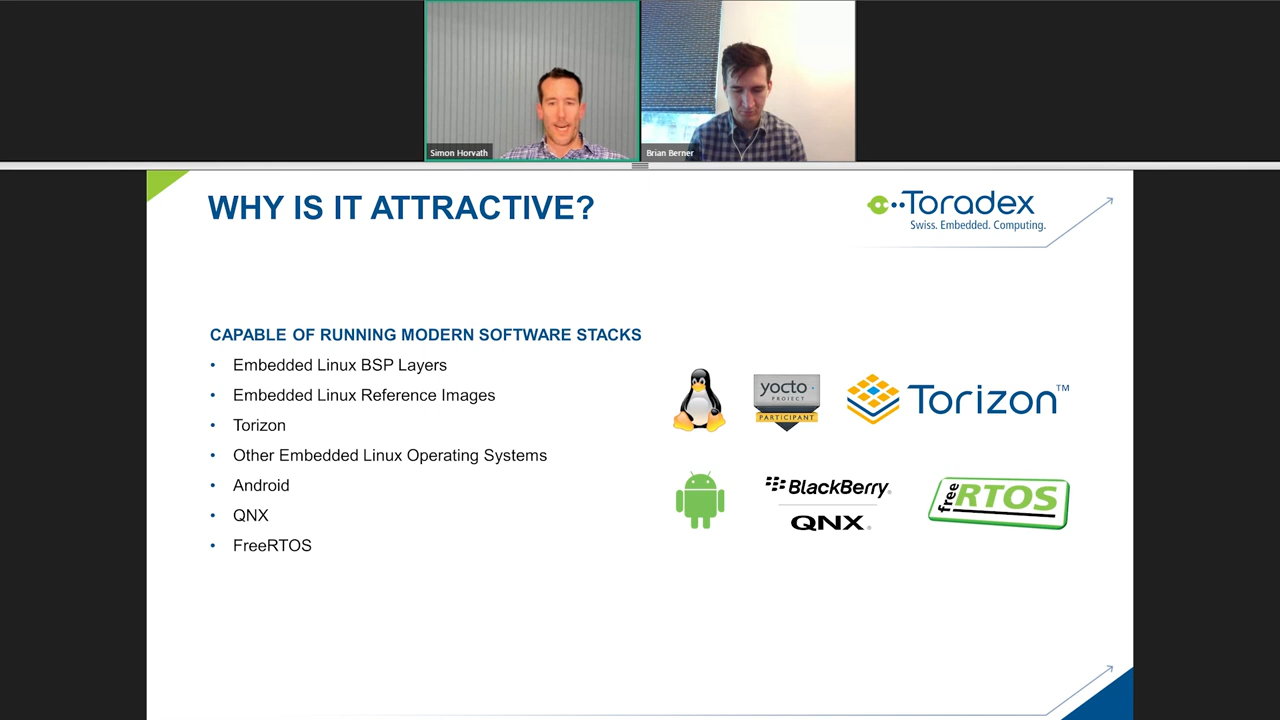 Simon Horvath
Brian Berner
WHY IS IT ATTRACTIVE?
Toradex
Swiss. Embedded. Computing.
CAPABLE OF RUNNING MODERN SOFTWARE STACKS
• Embedded Linux BSP Layers
• Embedded Linux Reference Images
• Torizon
• Other Embedded Linux Operating Systems
• Android
• QNX
• FreeRTOS
yocto
PROJECT
PARTICIPANT
Torizon™
BlackBerry®
QNX®
free RTOS